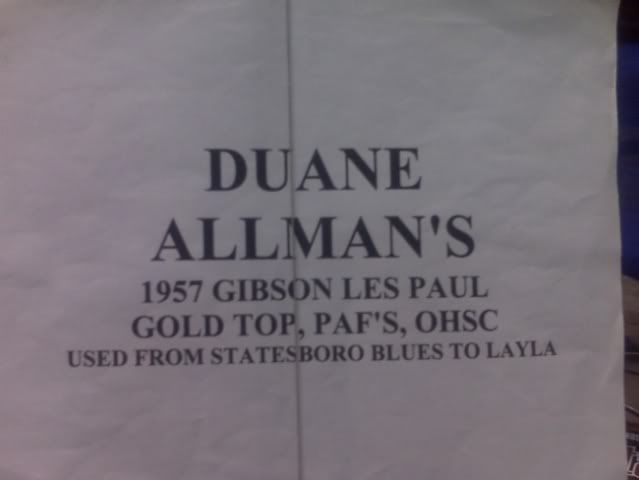 DUANE
ALLMAN'S
1957 GIBSON LES PAUL
GOLD TOP, PAF'S, OHSC
USED FROM STATESBORO BLUES TO LAYLA